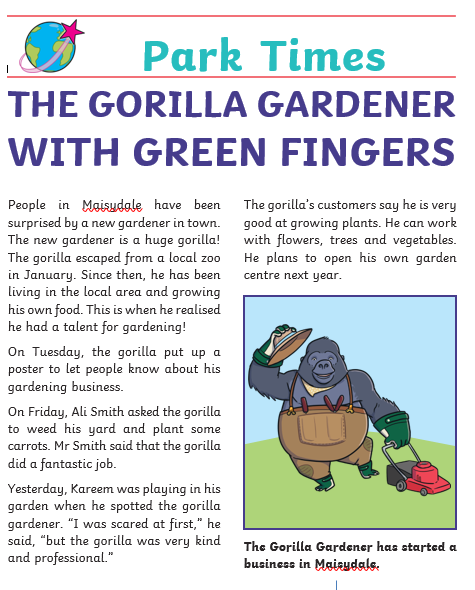 Park Times
THE GORILLA GARDENER
WITH GREEN FINGERS
People in Maisydale have been
surprised by a new gardener in town.
The new gardener is a huge gorilla!
The gorilla escaped from a local zoo
in January. Since then, he has been
living in the local area and growing
his own food. This is when he realised
he had a talent for gardening!
On Tuesday, the gorilla put up a
poster to let people know about his
gardening business.
On Friday, Ali Smith asked the gorilla
to weed his yard and plant some
carrots. Mr Smith said that the gorilla
did a fantastic job.
Yesterday, Kareem was playing in his
garden when he spotted the gorilla
gardener. “I was scared at first,” he
said, “but the gorilla was very kind
and professional.”
The gorilla’s customers say he is very
good at growing plants. He can work
with flowers, trees and vegetables.
He plans to open his own garden
centre next year.
The Gorilla Gardener has started a
business in Maisydale.